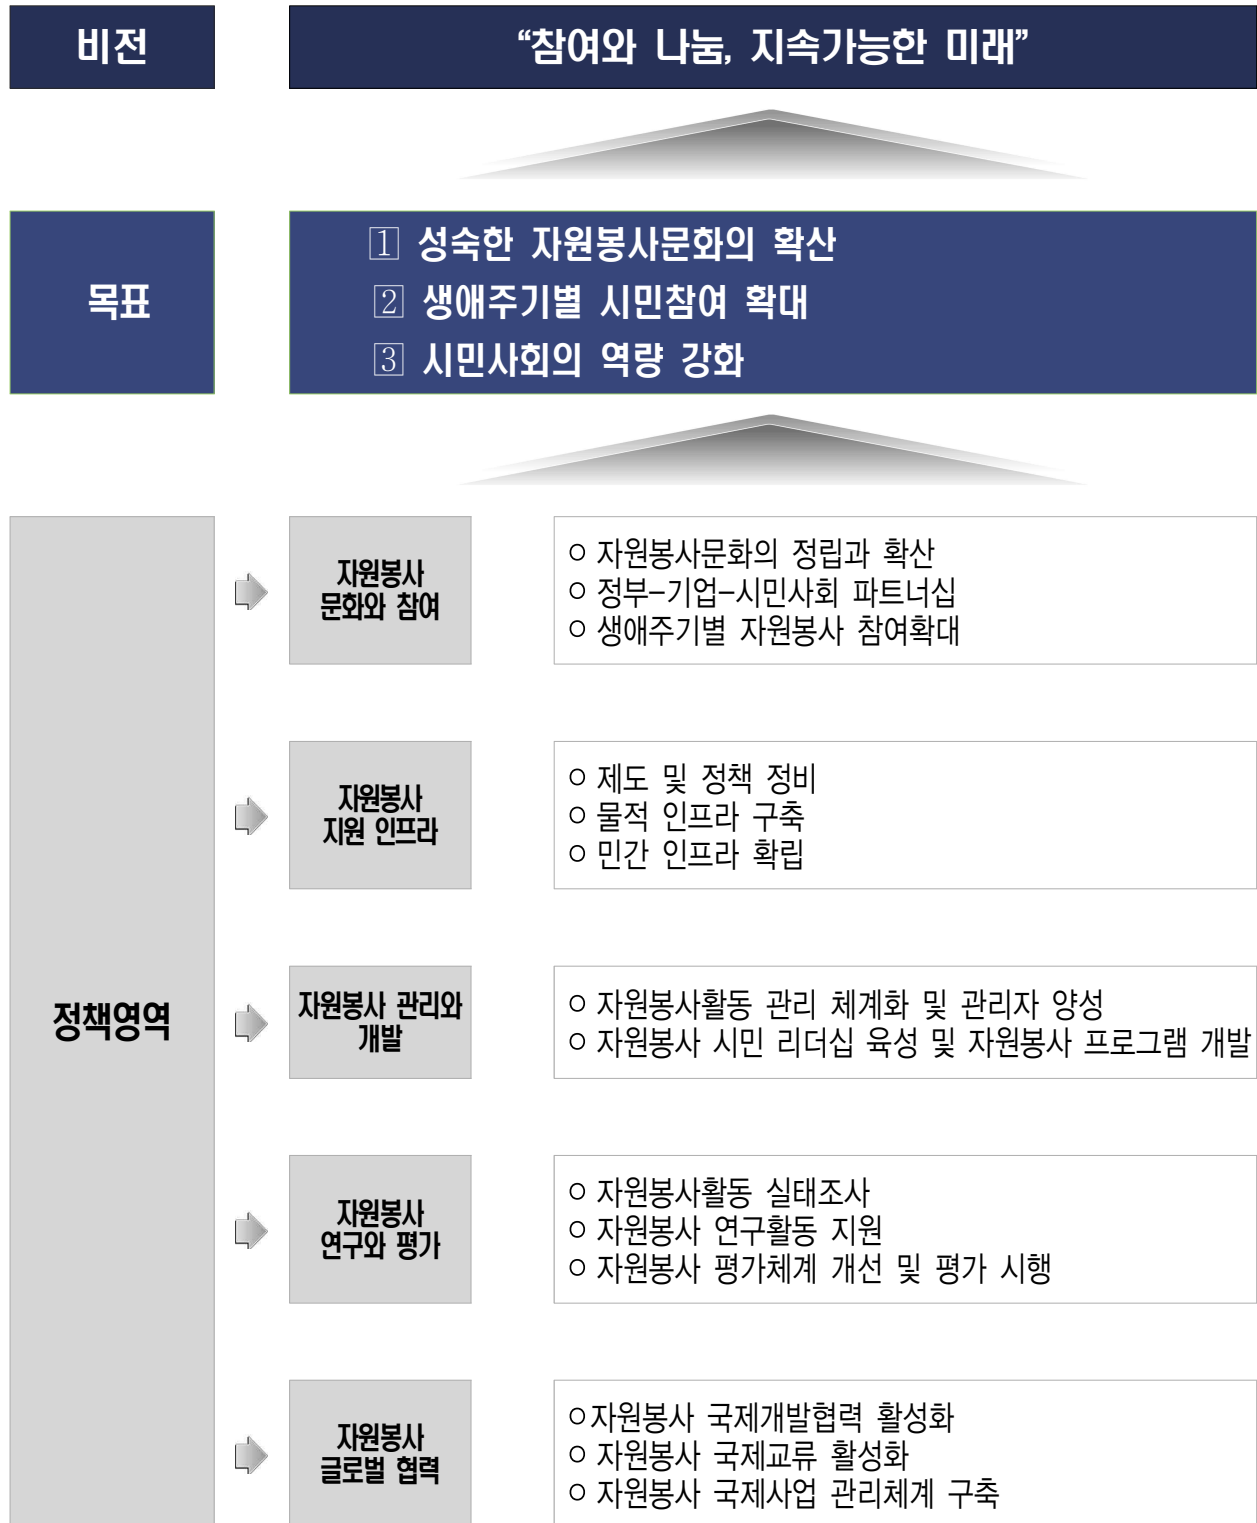 비전
“참여와 나눔, 지속가능한 미래”
목표
1 성숙한 자원봉사문화의 확산
2 생애주기별 시민참여 확대
3 시민사회의 역량 강화
정책영역
자원봉사
문화와 참여
○ 자원봉사문화의 정립과 확산
○ 정부-기업-시민사회 파트너십
○ 생애주기별 자원봉사 참여확대
자원봉사
지원 인프라
○ 제도 및 정책 정비
○ 물적 인프라 구축
○ 민간 인프라 확립
자원봉사 관리와
개발
○ 자원봉사활동 관리 체계화 및 관리자 양성
○ 자원봉사 시민 리더십 육성 및 자원봉사 프로그램 개발
자원봉사
연구와 평가
○ 자원봉사활동 실태조사
○ 자원봉사 연구활동 지원
○ 자원봉사 평가체계 개선 및 평가 시행
자원봉사
글로벌 협력
○자원봉사 국제개발협력 활성화
○ 자원봉사 국제교류 활성화
○ 자원봉사 국제사업 관리체계 구축